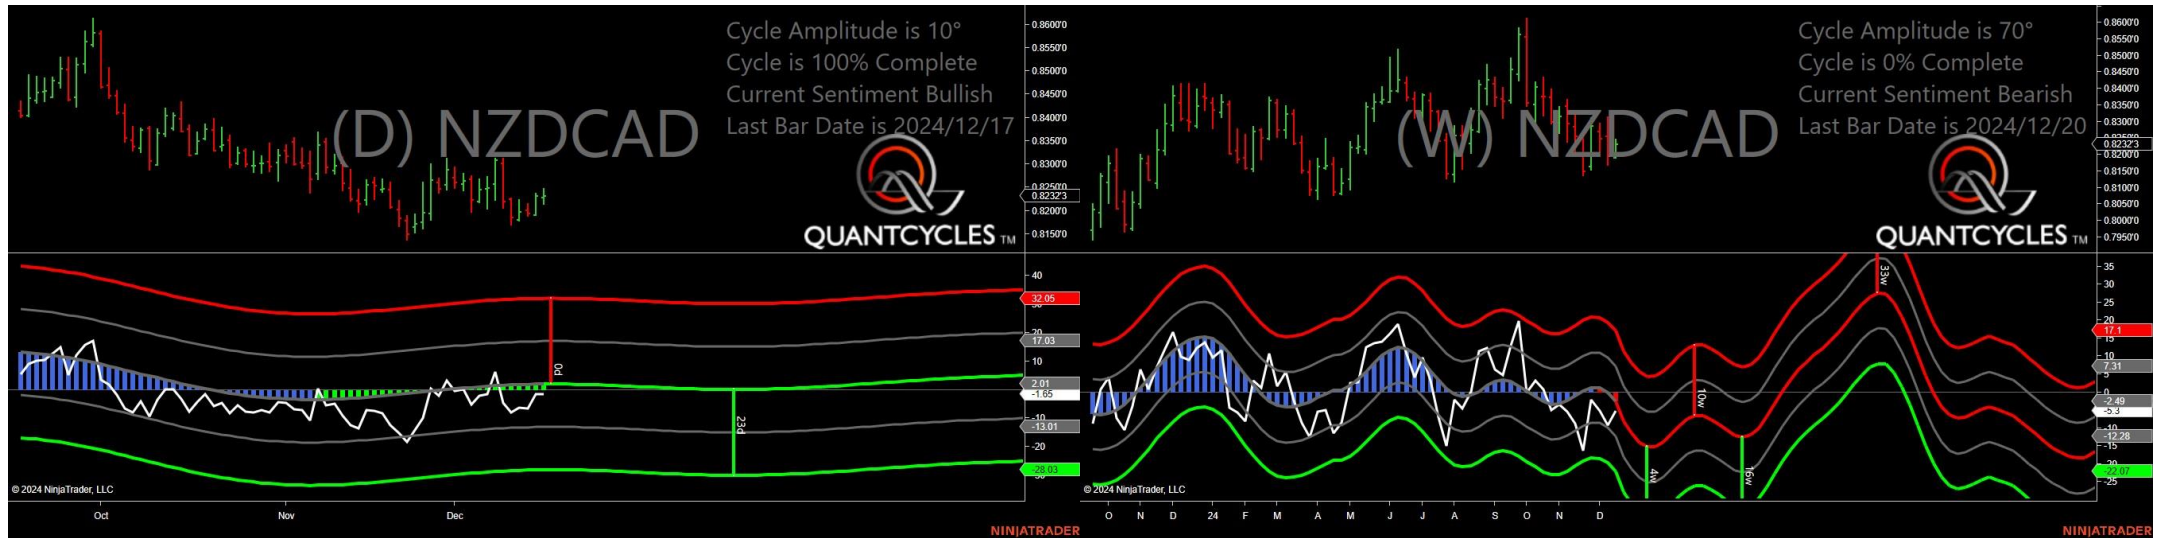 Cycle Amplitude is 10°
Cycle is 100% Complete
Current Sentiment Bullish
Last Bar Date is 2024/12/17
(D) NZDCAD
QUANTCYCLES TM
0.8600'0
0.8550'0
0.8500'0
0.8450'0
0.8400'0
0.8350'0
0.8300'0
0.8250'0
0.8232'3
0.8200'0
0.8150'0
40
32.05
20
17.03
10
2.01
-1.65
-10
-13.01
-20
-28.03
0d
23d
© 2024 NinjaTrader, LLC
Oct Nov Dec
NINJATRADER
Cycle Amplitude is 70°
Cycle is 0% Complete
Current Sentiment Bearish
Last Bar Date is 2024/12/20
(W) NZDCAD
QUANTCYCLES TM
0.8600'0
0.8550'0
0.8500'0
0.8450'0
0.8400'0
0.8350'0
0.8300'0
0.8232'3
0.8200'0
0.8150'0
0.8100'0
0.8050'0
0.8000'0
0.7950'0
35
30
25
20
17.1
15
10
7.31
5
0
-2.49
-5.3
-10
-12.28
-15
-22.07
-25
33w
10w
4w
16w
© 2024 NinjaTrader, LLC
O N D 24 F M A M J J A S O N D
NINJATRADER